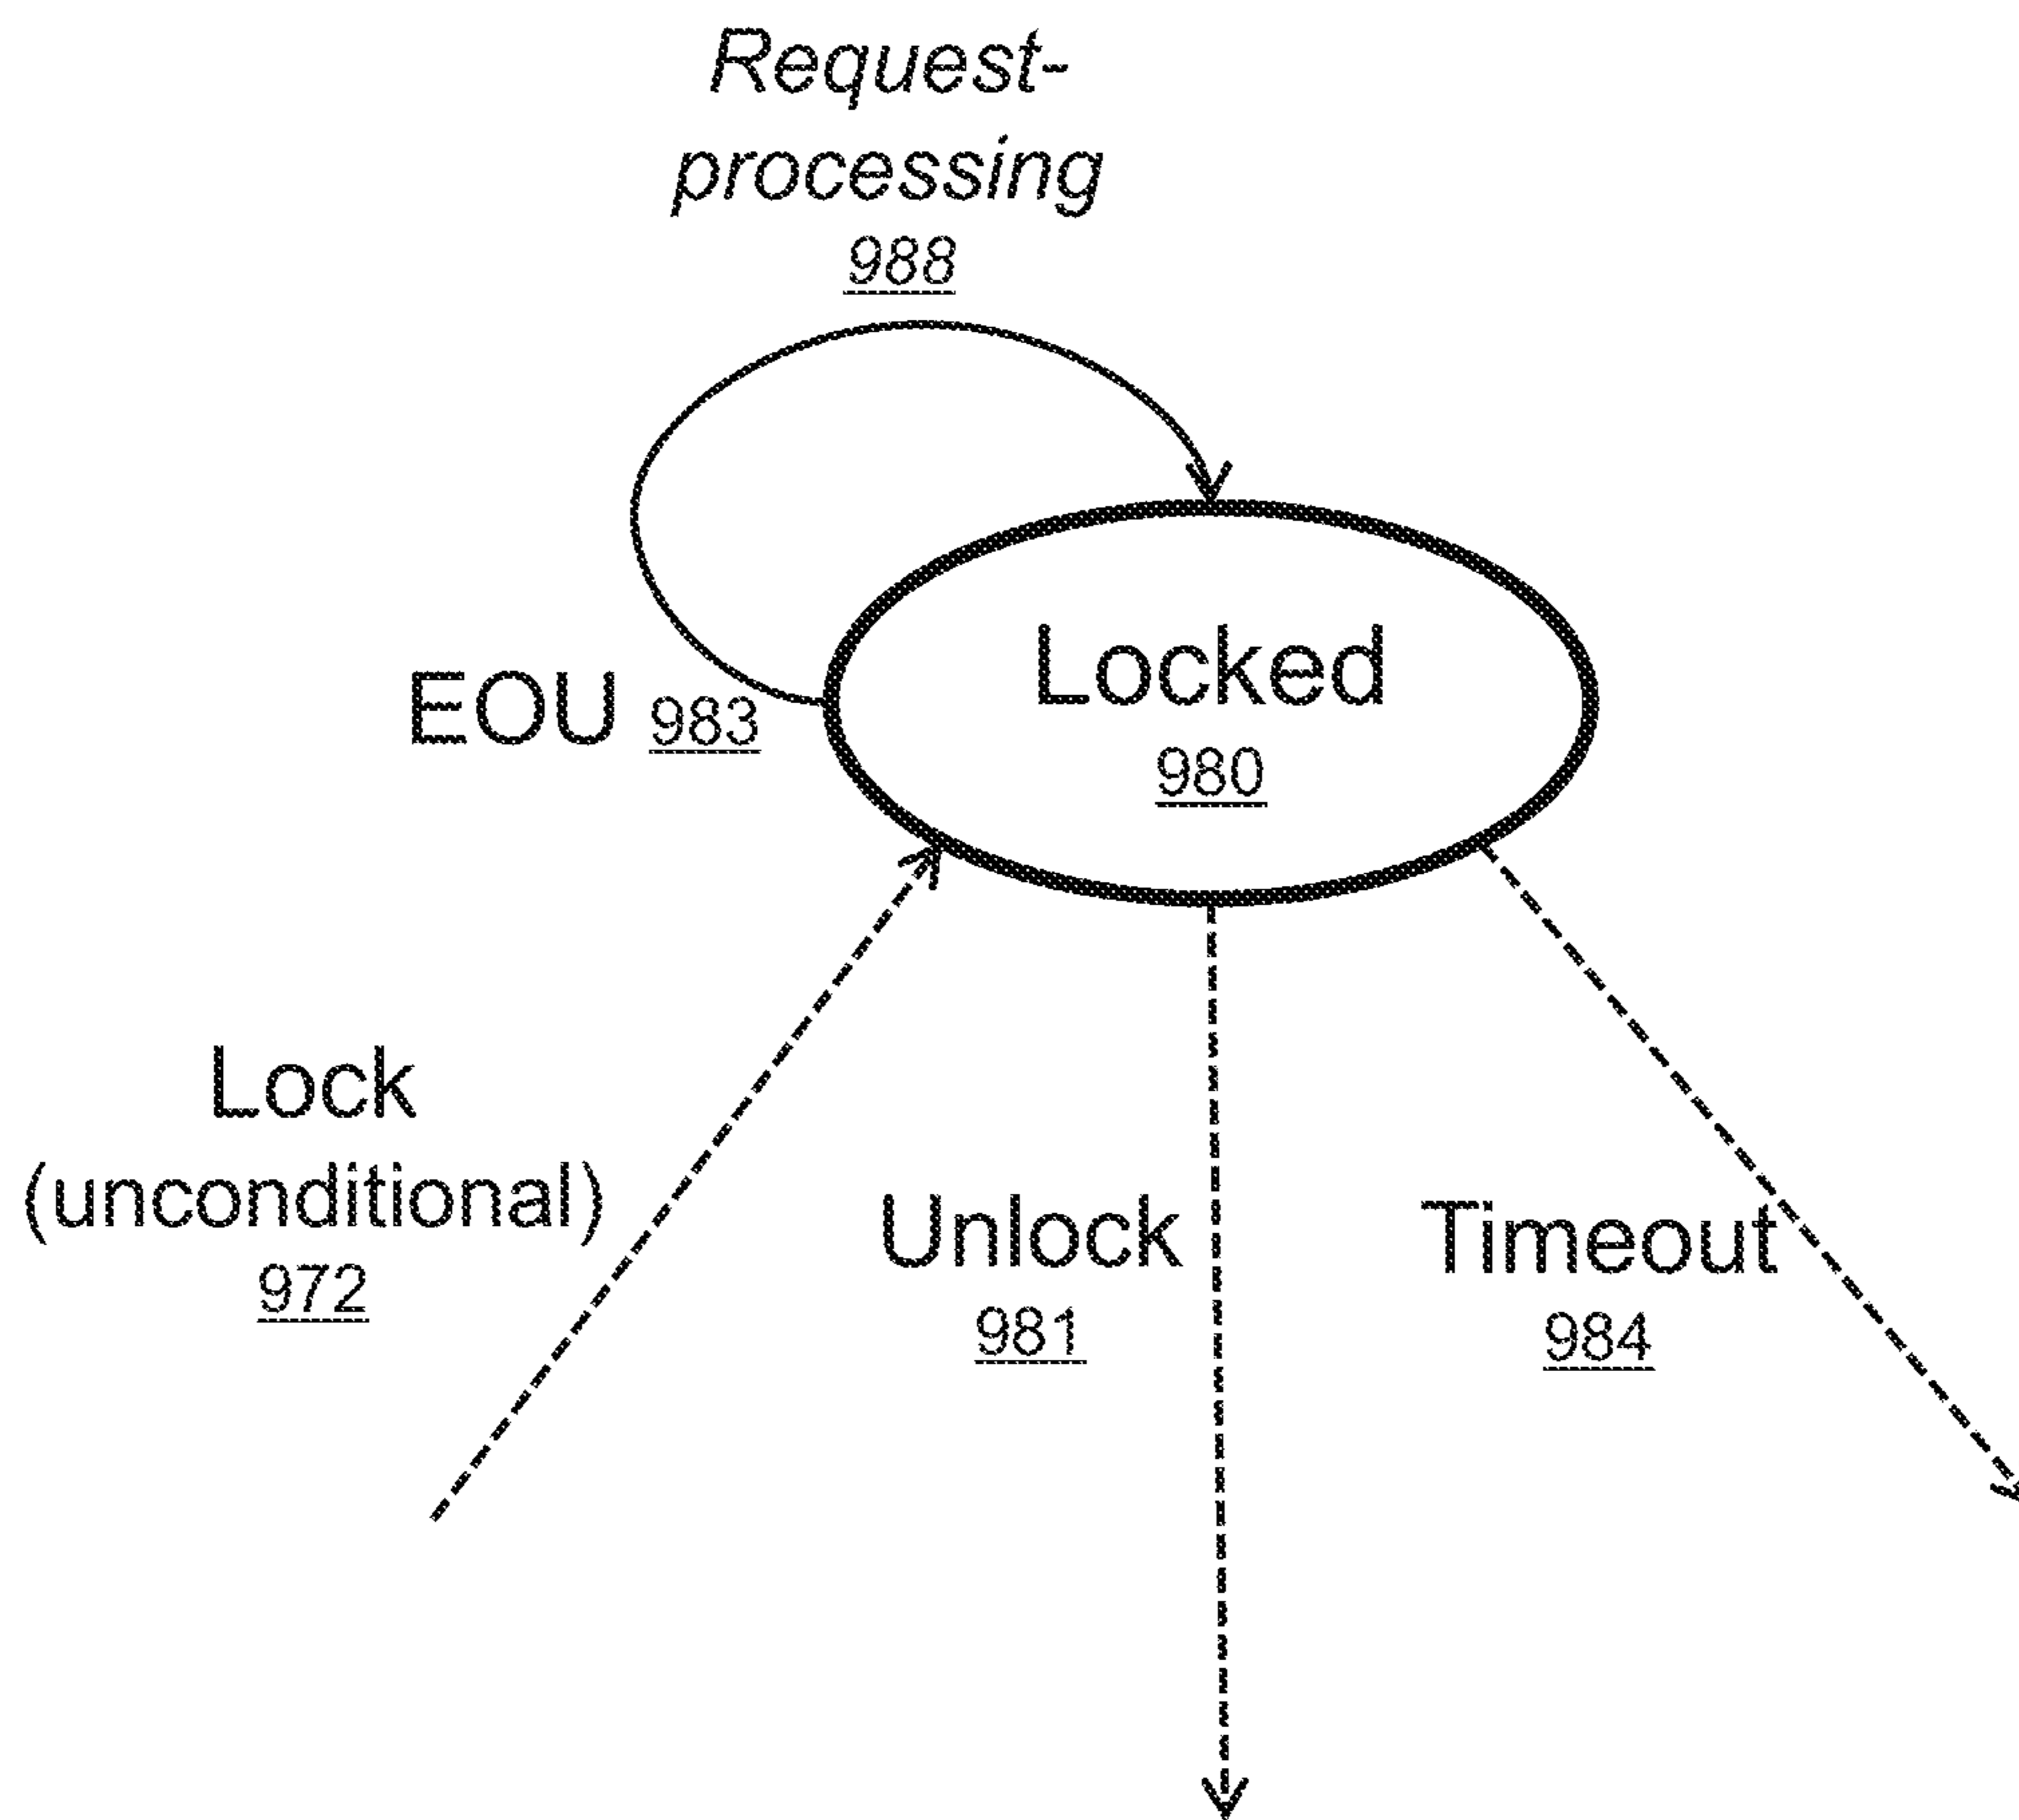 Request-
processing
988
EOU 983
Locked
980
Lock
(unconditional)
972
Unlock
981
Timeout
984